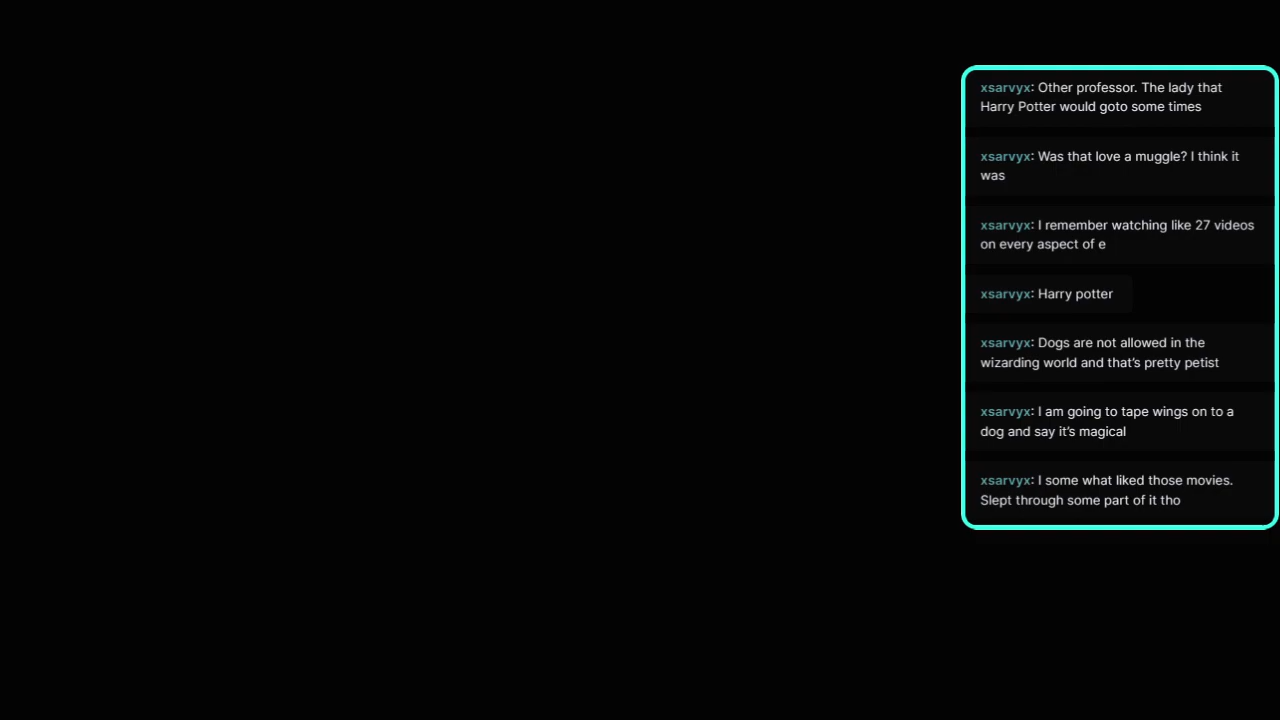 xsarvyx: Other professor. The lady that
Harry Potter would goto some times
xsarvyx: Was that love a muggle? I think it
was
xsarvyx: I remember watching like 27 videos
on every aspect of e
xsarvyx: Harry potter
xsarvyx: Dogs are not allowed in the
wizarding world and that's pretty petist
xsarvyx: I am going to tape wings on to a
dog and say it's magical
xsarvyx: I some what liked those movies.
Slept through some part of it tho